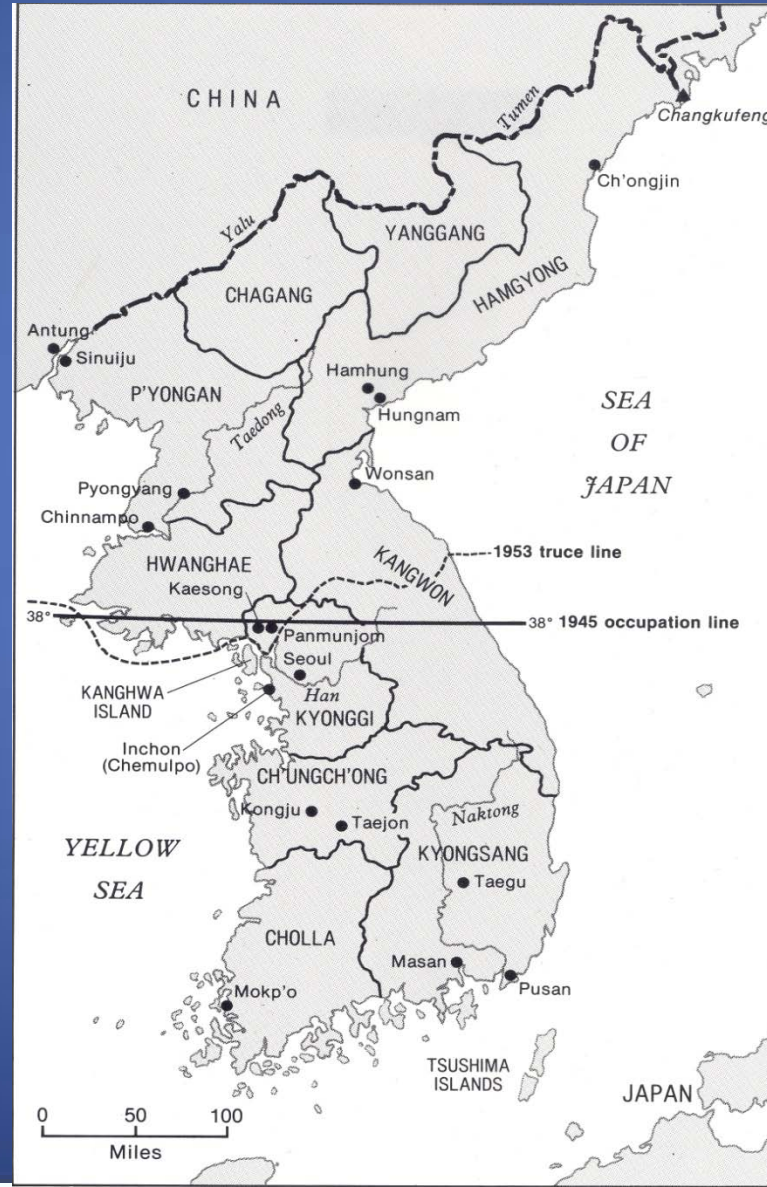 CHINA
Tumen
Changkufeng
Ch'ongjin
Yalu
YANGGANG
HAMGYONG
CHAGANG
Antung
Sinuiju
P'YONGAN
Hamhung
Hungnam
Taedong
SEA
OF
JAPAN
Pyongyang
Wonsan
Chinnampo
HWANGHAE
KANGWON
1953 truce line
Kaesong
38°
38° 1945 occupation line
Panmunjom
Seoul
KANGHWA
ISLAND
Han
KYONGGI
Inchon
(Chemulpo)
CH'UNGCH'ONG
Kongju
Taejon
Naktong
YELLOW
SEA
KYONGSANG
Taegu
CHOLLA
Masan
Pusan
Mokp'o
TSUSHIMA
ISLANDS
JAPAN
0 50 100
Miles